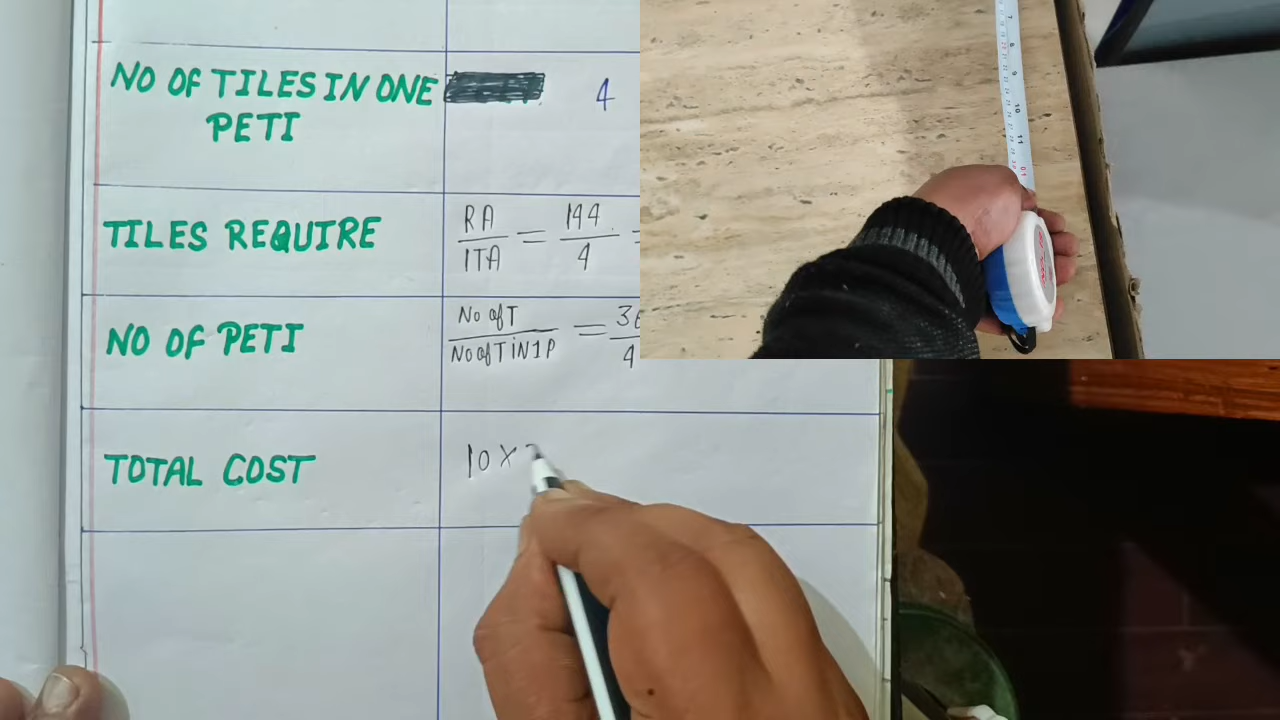 NO OF TILES IN ONE
PETI
4
TILES REQUIRE
RA
ITA
=
144
4
NO OF PETI
No of T
No of T iN 1 P
=
4
TOTAL COST
10 ×